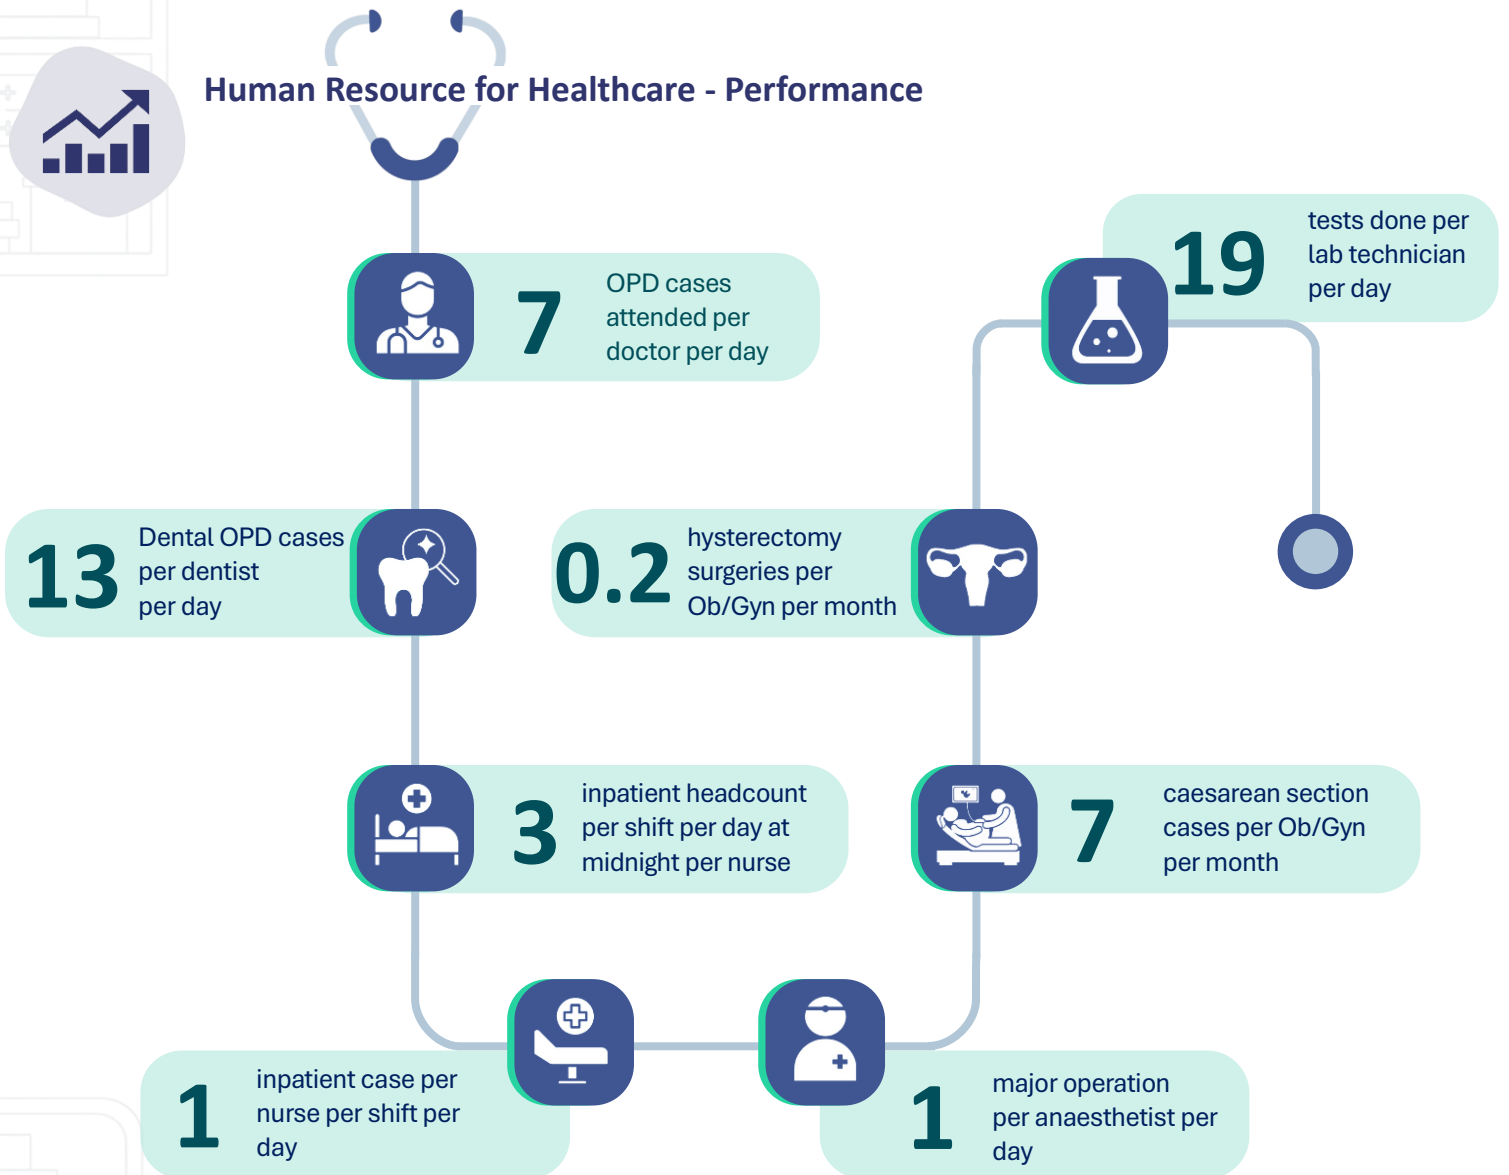 Human Resource for Healthcare - Performance
7
OPD cases
attended per
doctor per day
13
Dental OPD cases
per dentist
per day
3
inpatient headcount
per shift per day at
midnight per nurse
1
inpatient case per
nurse per shift per
day
1
major operation
per anaesthetist per
day
7
caesarean section
cases per Ob/Gyn
per month
0.2
hysterectomy
surgeries per
Ob/Gyn per month
19
tests done per
lab technician
per day